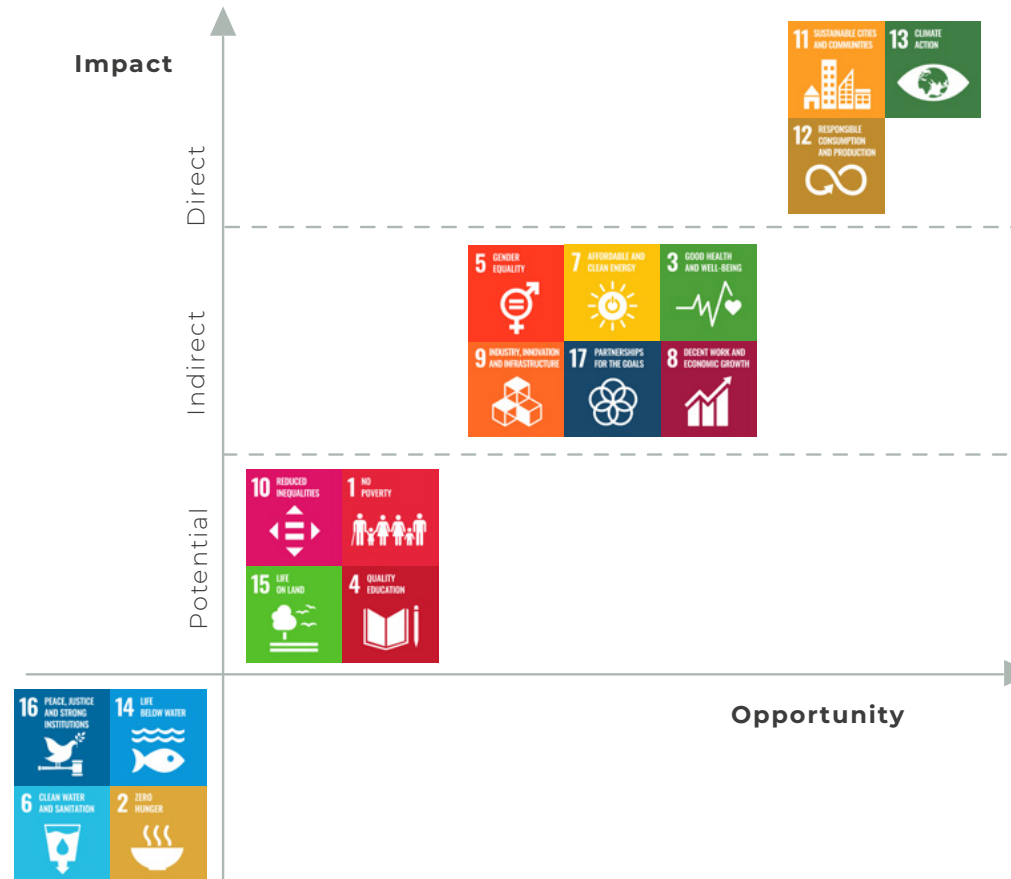 Impact
Direct
Indirect
Potential
Opportunity
11 SUSTAINABLE CITIES
AND COMMUNITIES
13 CLIMATE
ACTION
12 RESPONSIBLE
CONSUMPTION
AND PRODUCTION
5 GENDER
EQUALITY
7 AFFORDABLE AND
CLEAN ENERGY
3 GOOD HEALTH
AND WELL-BEING
9 INDUSTRY, INNOVATION
AND INFRASTRUCTURE
17 PARTNERSHIPS
FOR THE GOALS
8 DECENT WORK AND
ECONOMIC GROWTH
10 REDUCED
INEQUALITIES
1 NO
POVERTY
15 LIFE
ON LAND
4 QUALITY
EDUCATION
16 PEACE, JUSTICE
AND STRONG
INSTITUTIONS
14 LIFE
BELOW WATER
6 CLEAN WATER
AND SANITATION
2 ZERO
HUNGER